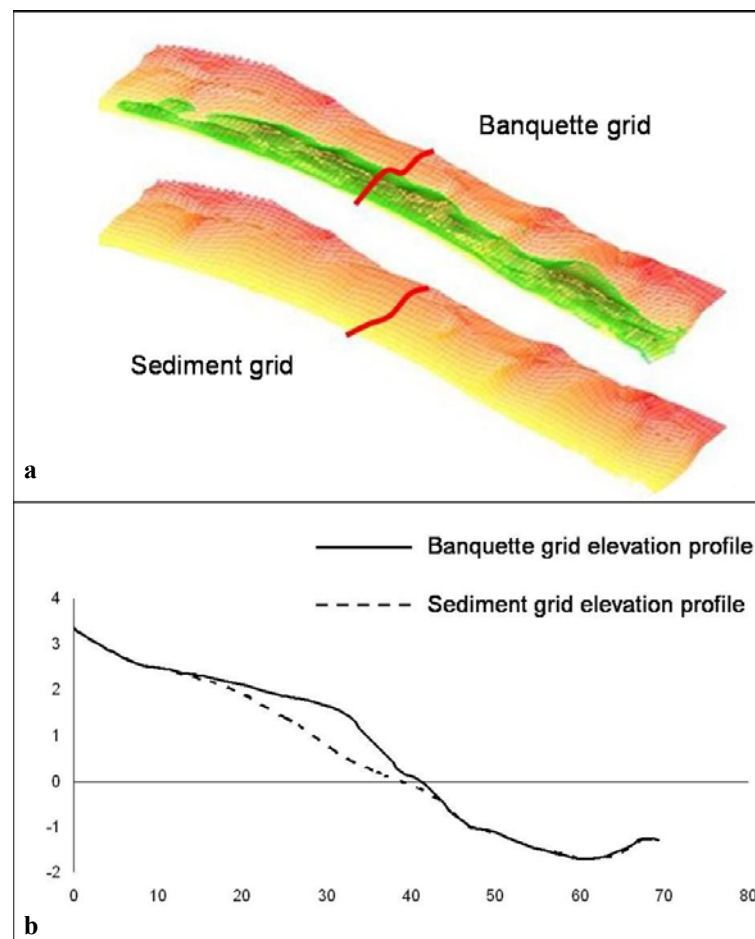 Banquette grid
Sediment grid
a
Banquette grid elevation profile
Sediment grid elevation profile
4
3
2
1
0
-1
-2
0 10 20 30 40 50 60 70 80
b